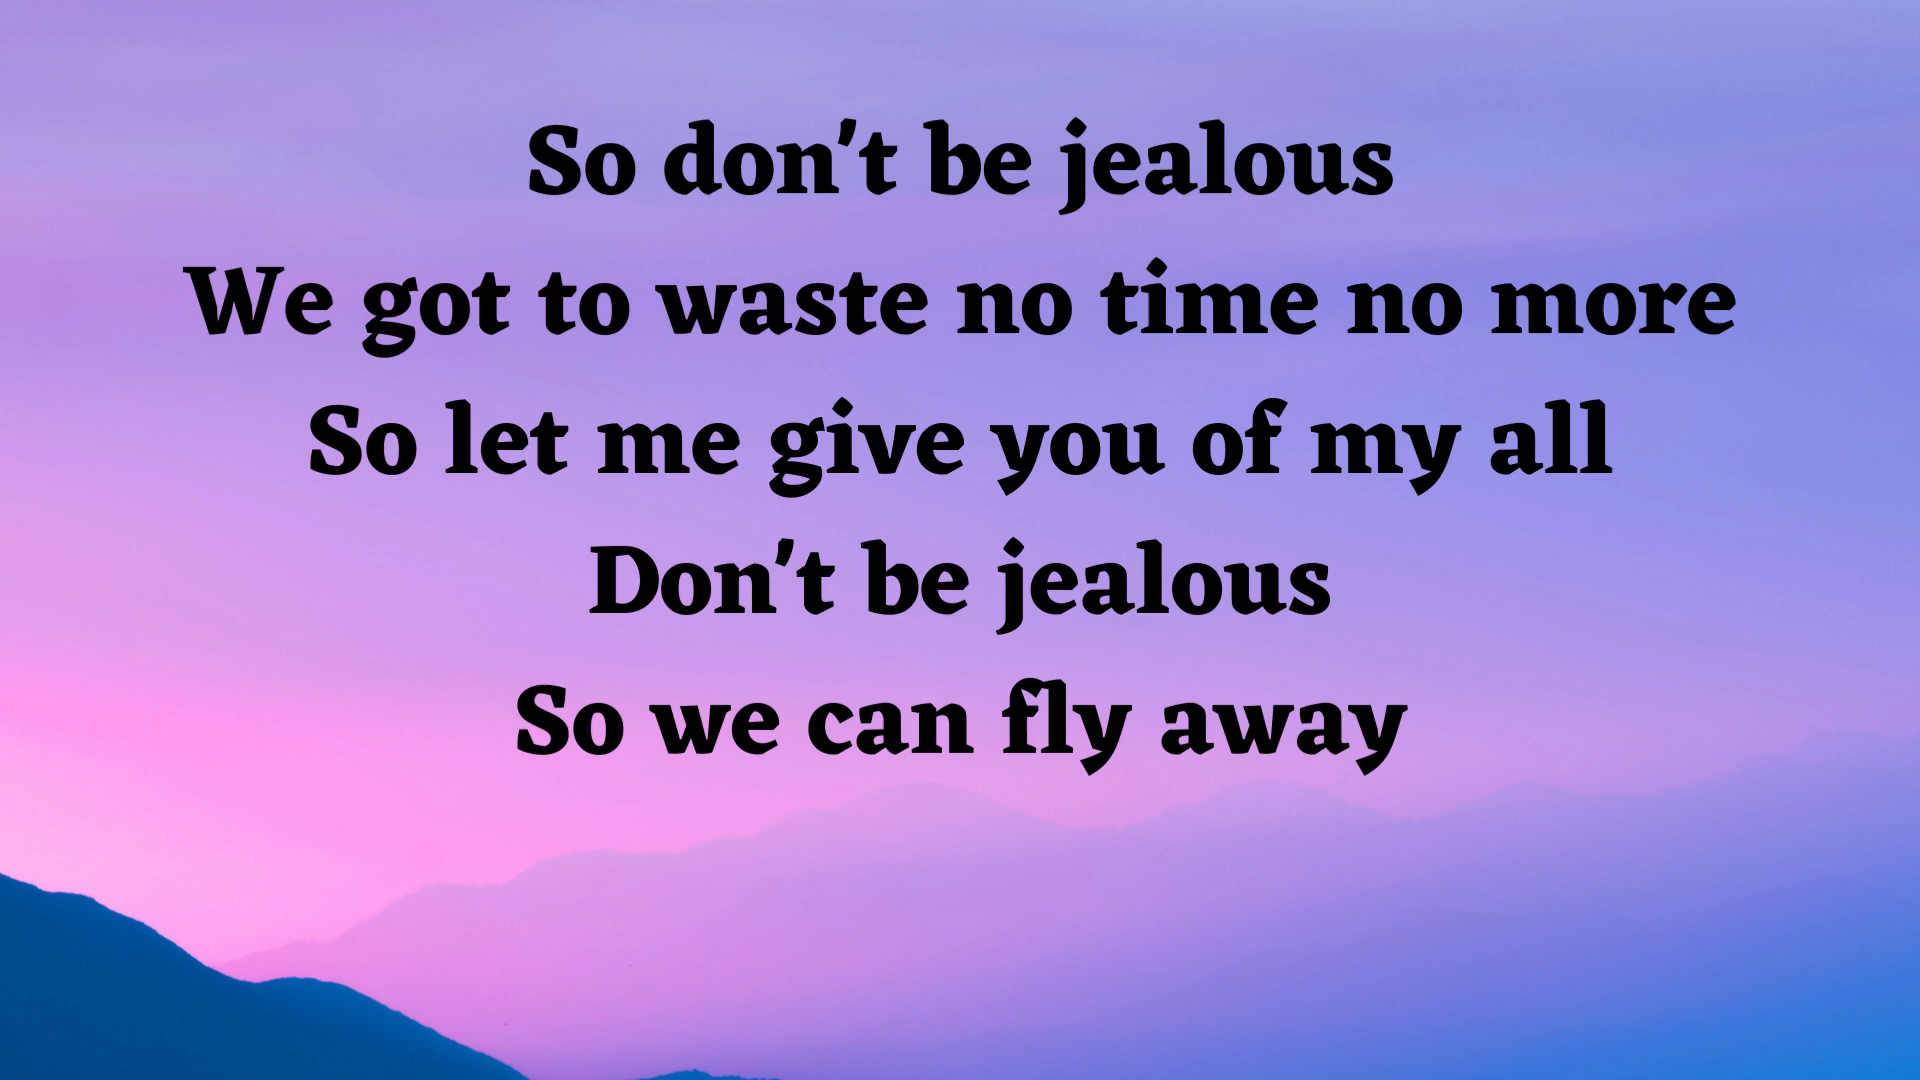 So don't be jealous
We got to waste no time no more
So let me give you of my all
Don't be jealous
So we can fly away